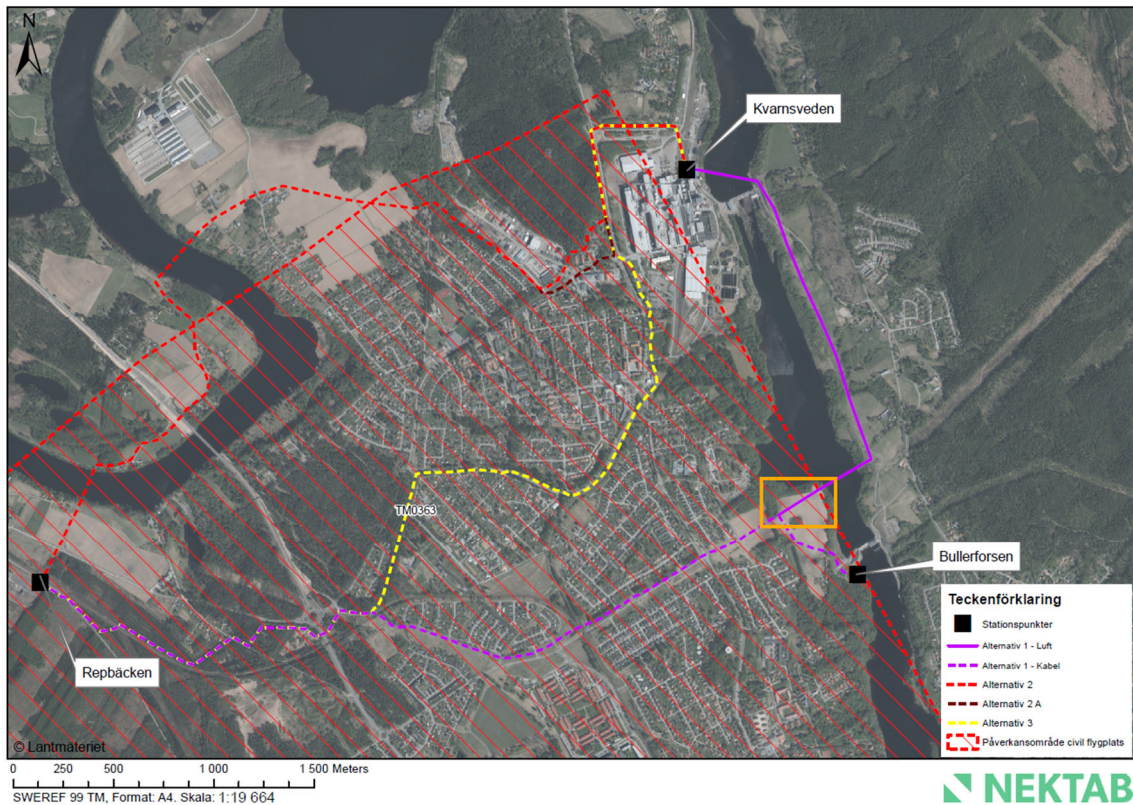 N
Kvarnsveden
TM0363
Bullerforsen
Repbäcken
Teckenförklaring
Stationspunkter
Alternativ 1 - Luft
Alternativ 1 - Kabel
Alternativ 2
Alternativ 2 A
Alternativ 3
Påverkansområde civil flygplats
© Lantmäteriet
0 250 500 1 000 1 500 Meters
SWEREF 99 TM, Format: A4. Skala: 1:19 664
NEKTAB